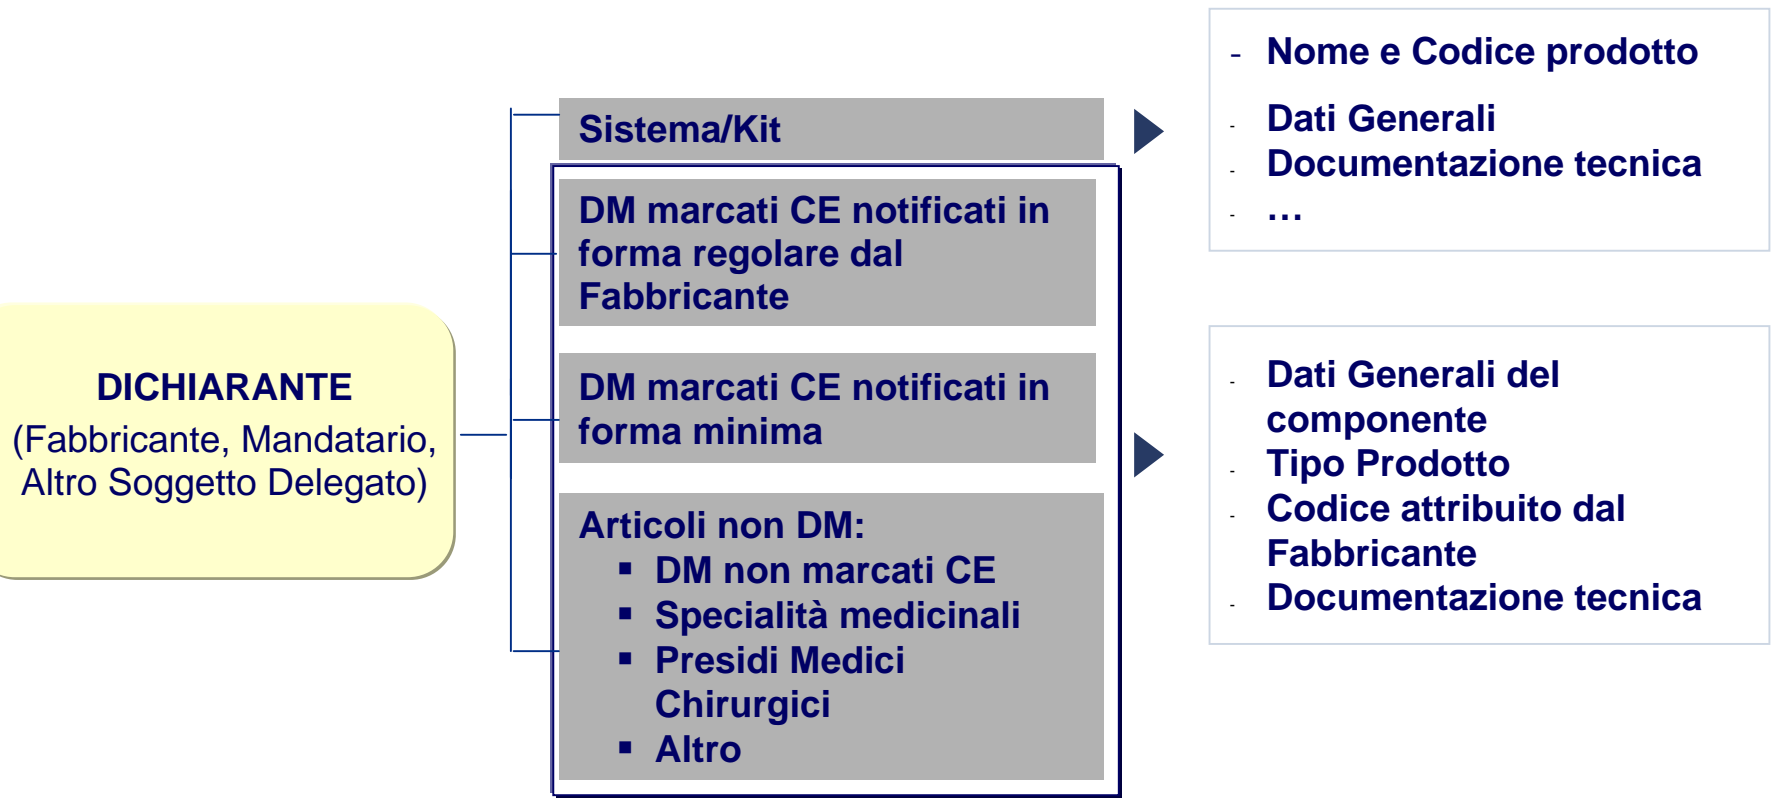 DICHIARANTE
(Fabbricante, Mandatario,
Altro Soggetto Delegato)
Sistema/Kit
DM marcati CE notificati in
forma regolare dal
Fabbricante
DM marcati CE notificati in
forma minima
Articoli non DM:
▪ DM non marcati CE
▪ Specialità medicinali
▪ Presidi Medici
Chirurgici
▪ Altro
- Nome e Codice prodotto
- Dati Generali
- Documentazione tecnica
- …
- Dati Generali del
componente
- Tipo Prodotto
- Codice attribuito dal
Fabbricante
- Documentazione tecnica